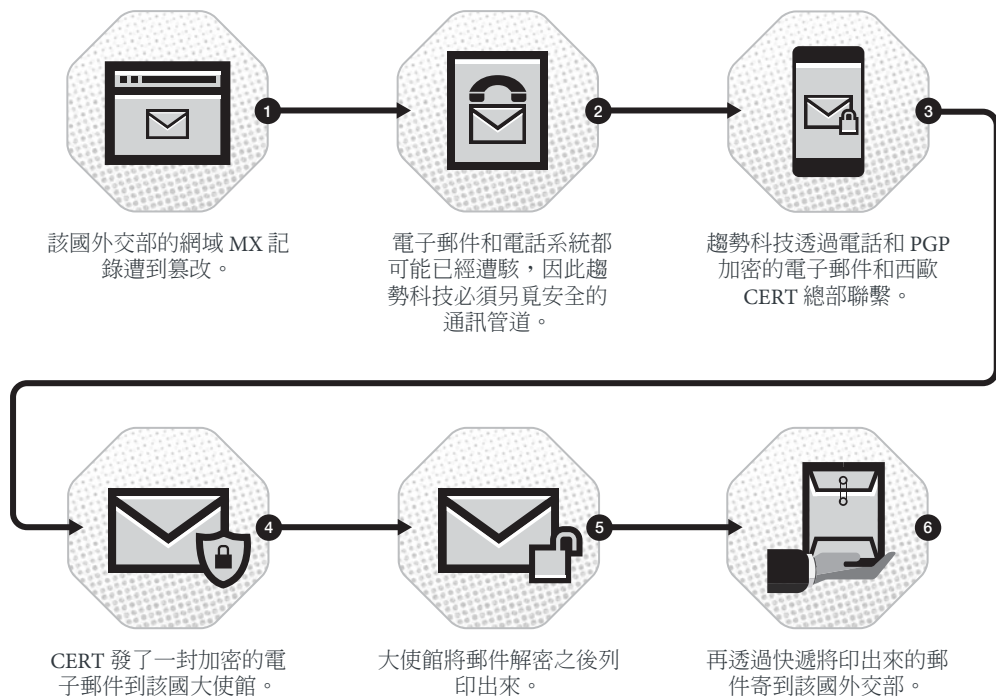 1
2
3
該國外交部的網域 MX 記
錄遭到篡改。
電子郵件和電話系統都
可能已經遭駭，因此趨
勢科技必須另覓安全的
通訊管道。
趨勢科技透過電話和 PGP
加密的電子郵件和西歐
CERT 總部聯繫。
4
5
6
CERT 發了一封加密的電
子郵件到該國大使館。
大使館將郵件解密之後列
印出來。
再透過快遞將印出來的郵
件寄到該國外交部。